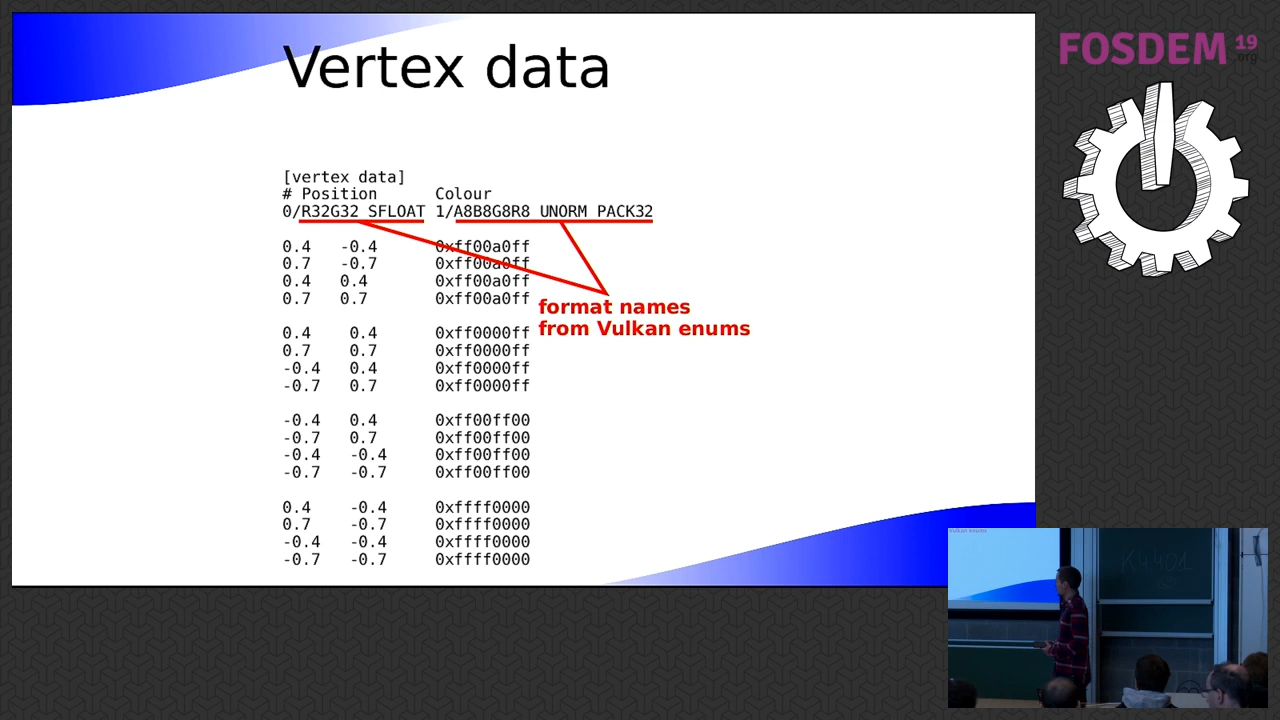 Vertex data
FOSDEM 19
.org
[vertex data]
# Position Colour
0/R32G32_SFLOAT 1/A8B8G8R8_UNORM_PACK32
0.4 -0.4 0xff00a0ff
0.7 -0.7 0xff00a0ff
0.4 0.4 0xff00a0ff
0.7 0.7 0xff00a0ff
format names
from Vulkan enums
0.4 0.4 0xff0000ff
0.7 0.7 0xff0000ff
-0.4 0.4 0xff0000ff
-0.7 0.7 0xff0000ff
-0.4 0.4 0xff00ff00
-0.7 0.7 0xff00ff00
-0.4 -0.4 0xff00ff00
-0.7 -0.7 0xff00ff00
0.4 -0.4 0xffff0000
0.7 -0.7 0xffff0000
-0.4 -0.4 0xffff0000
-0.7 -0.7 0xffff0000